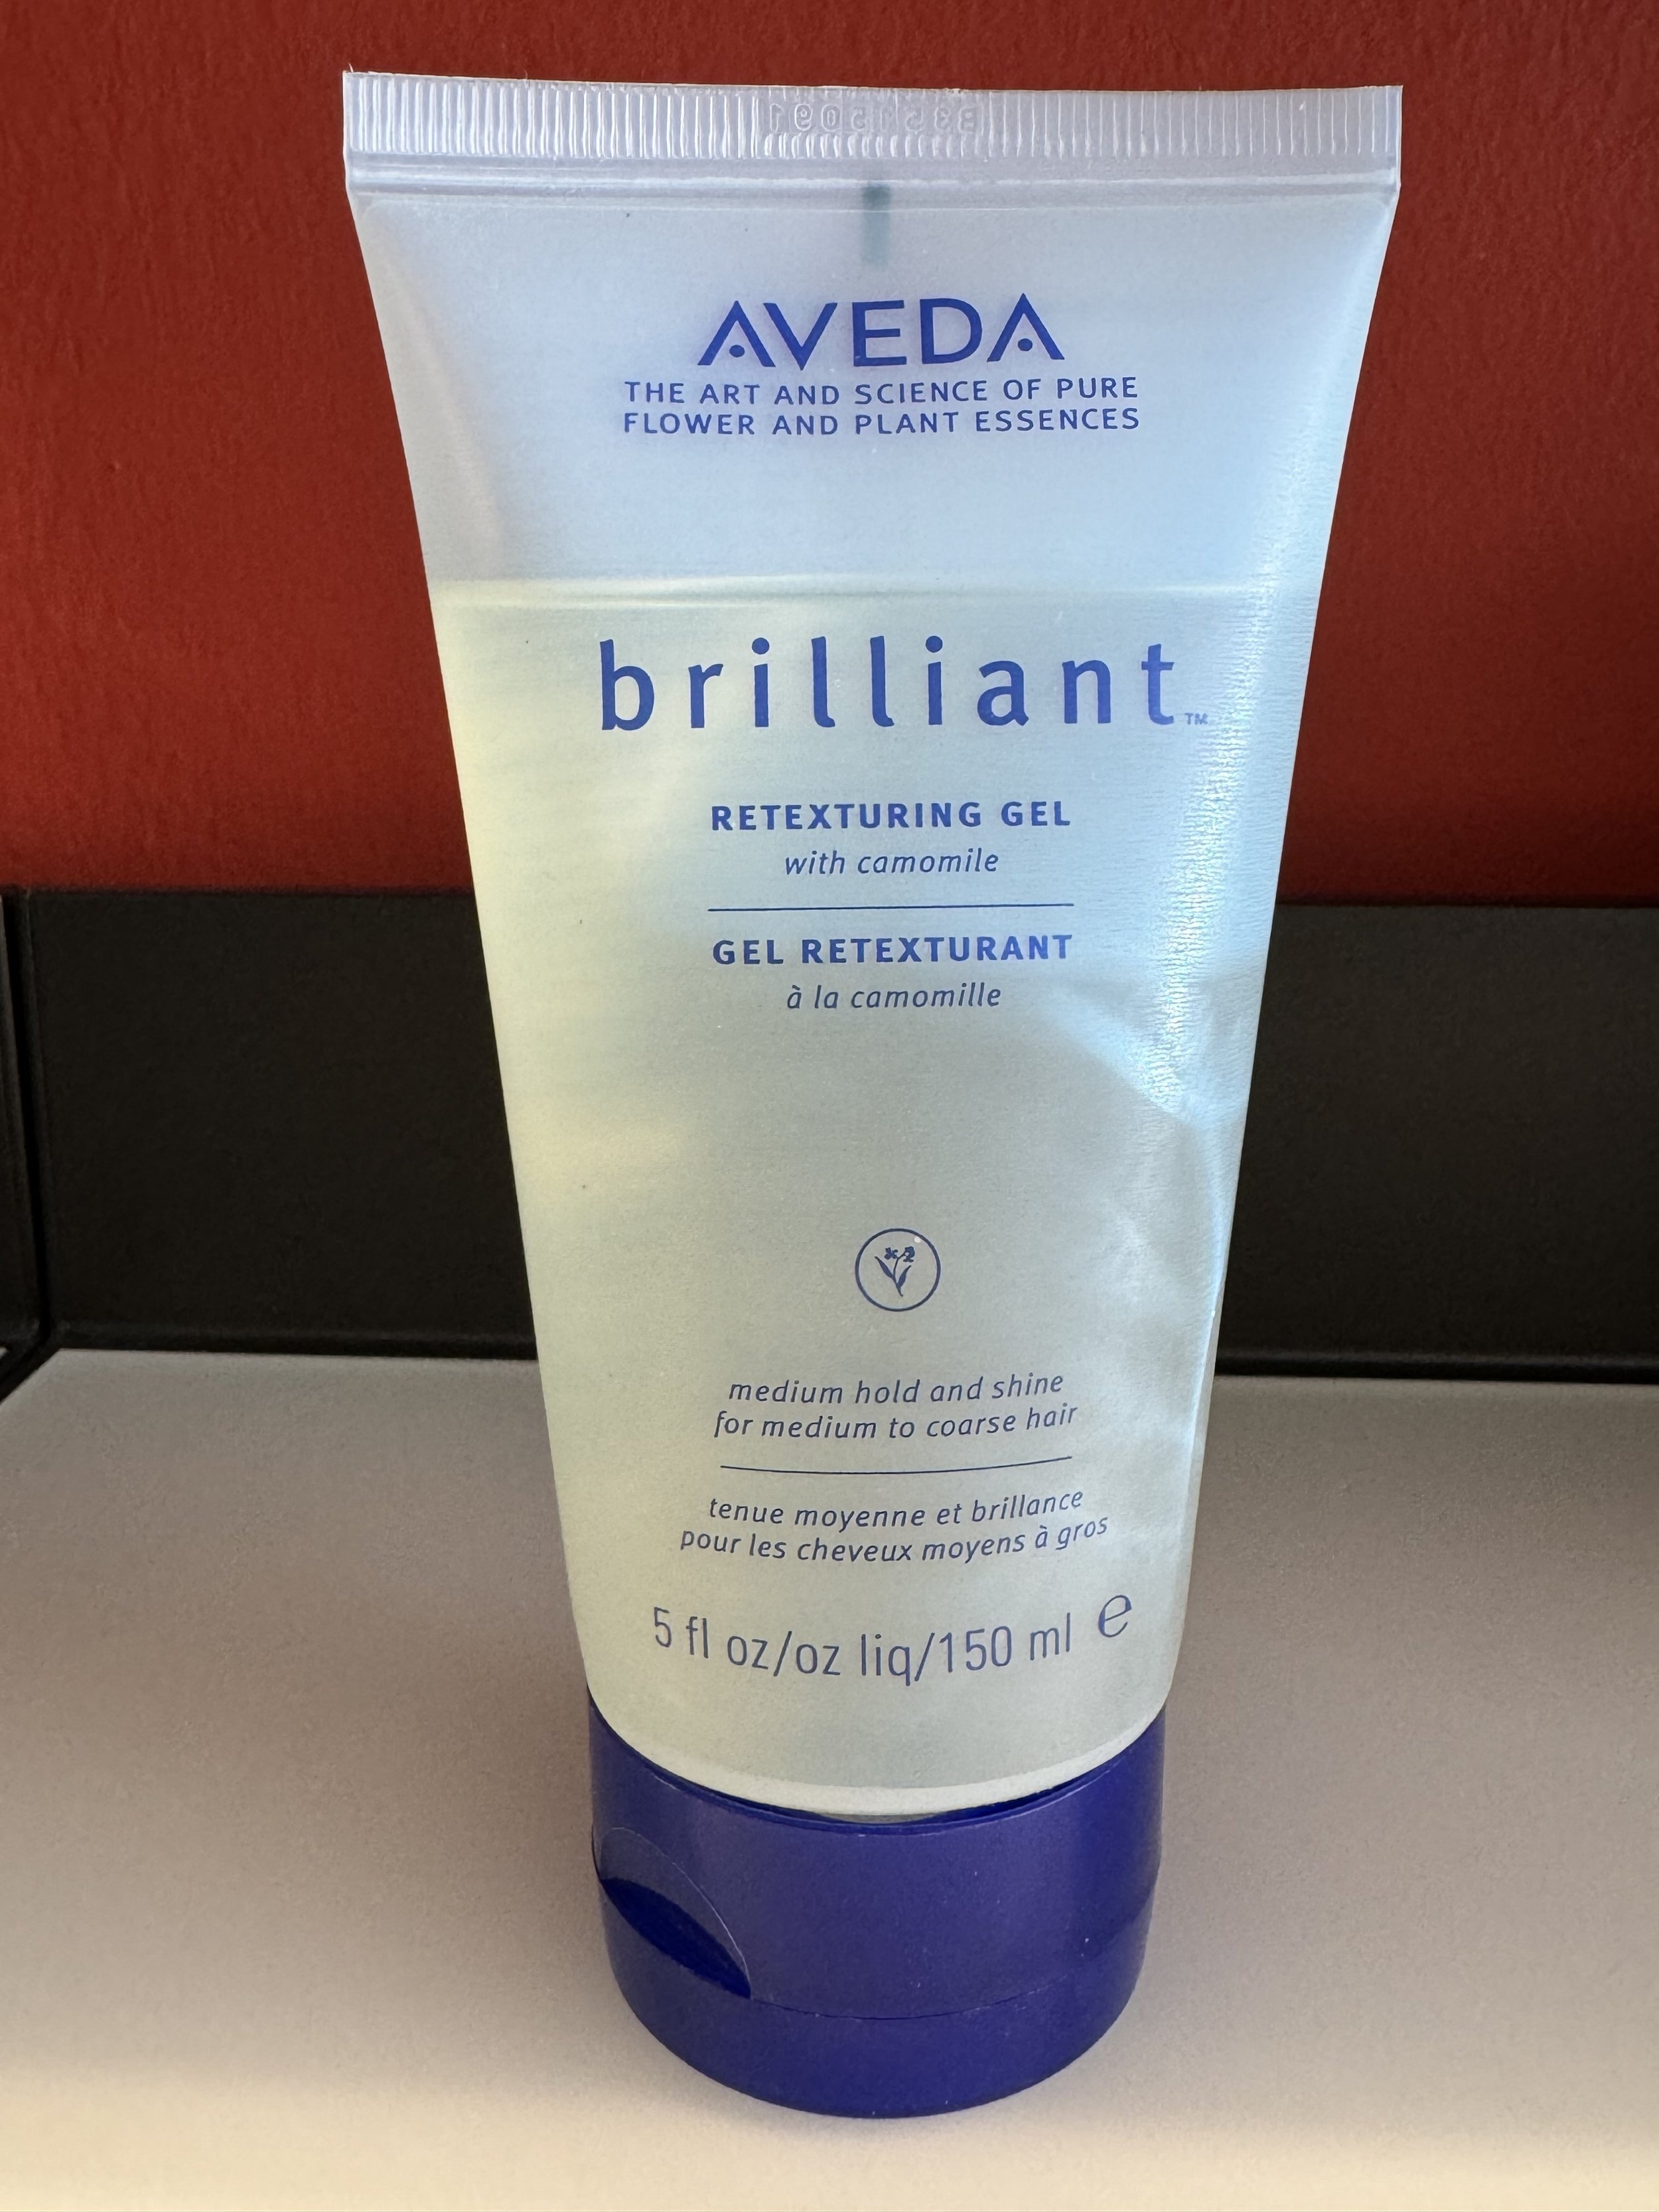 AVEDA
THE ART AND SCIENCE OF PURE
FLOWER AND PLANT ESSENCES
brilliant™
RETEXTURING GEL
with camomile
GEL RETEXTURANT
à la camomille
medium hold and shine
for medium to coarse hair
tenue moyenne et brillance
pour les cheveux moyens à gros
5 fl oz/oz liq/150 ml e